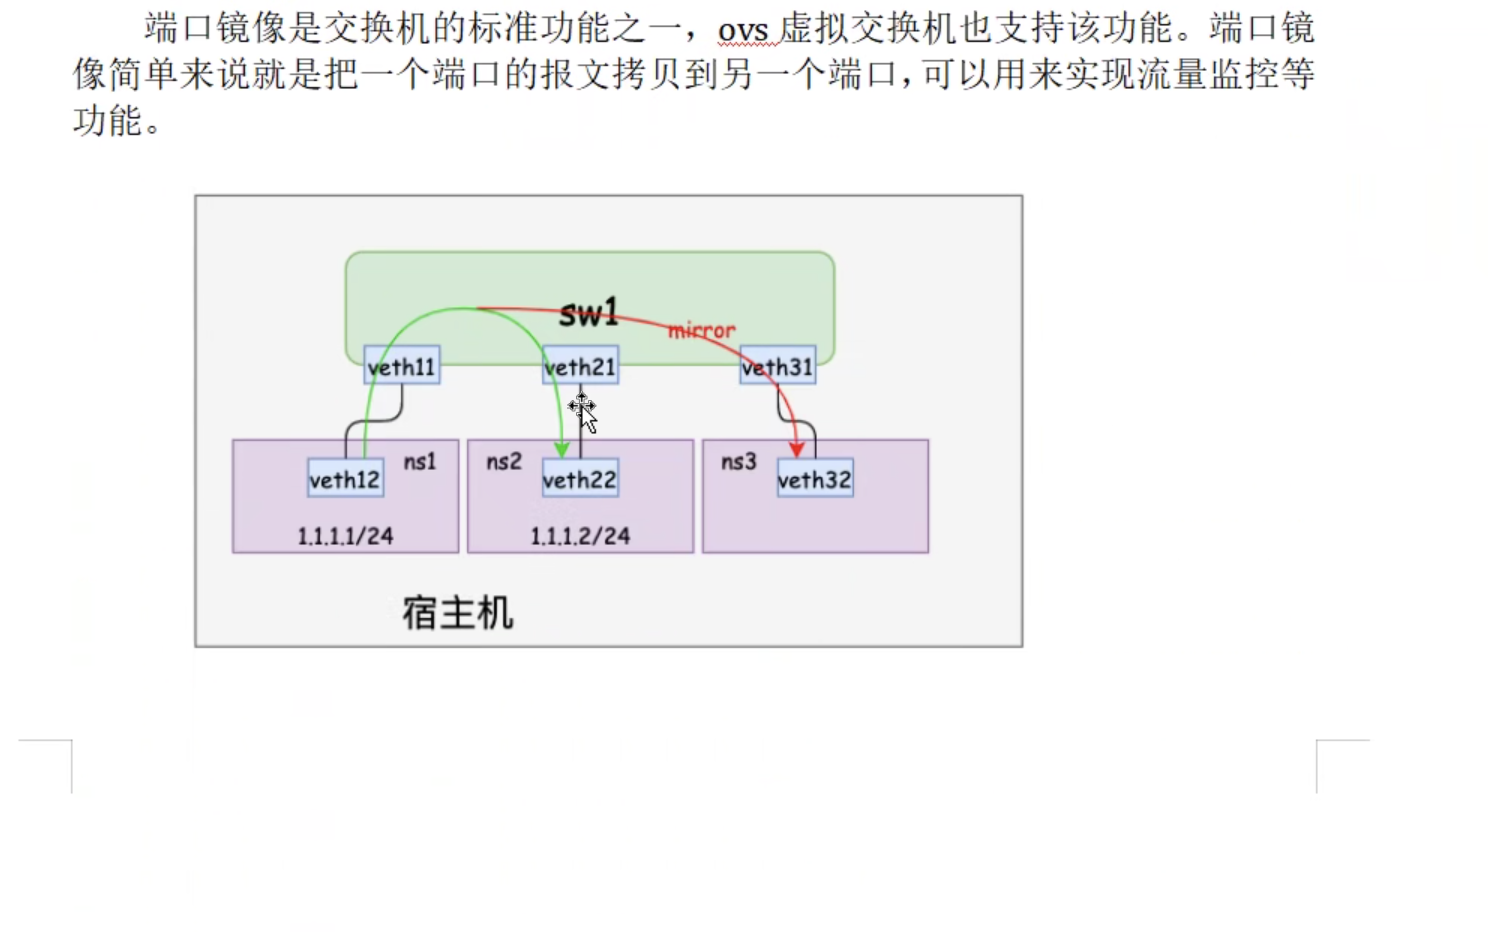 端口镜像是交换机的标准功能之一，ovs 虚拟交换机也支持该功能。端口镜
像简单来说就是把一个端口的报文拷贝到另一个端口，可以用来实现流量监控等
功能。
sw1
mirror
veth11
veth21
veth31
ns1
ns2
ns3
veth12
veth22
veth32
1.1.1.1/24
1.1.1.2/24
宿主机